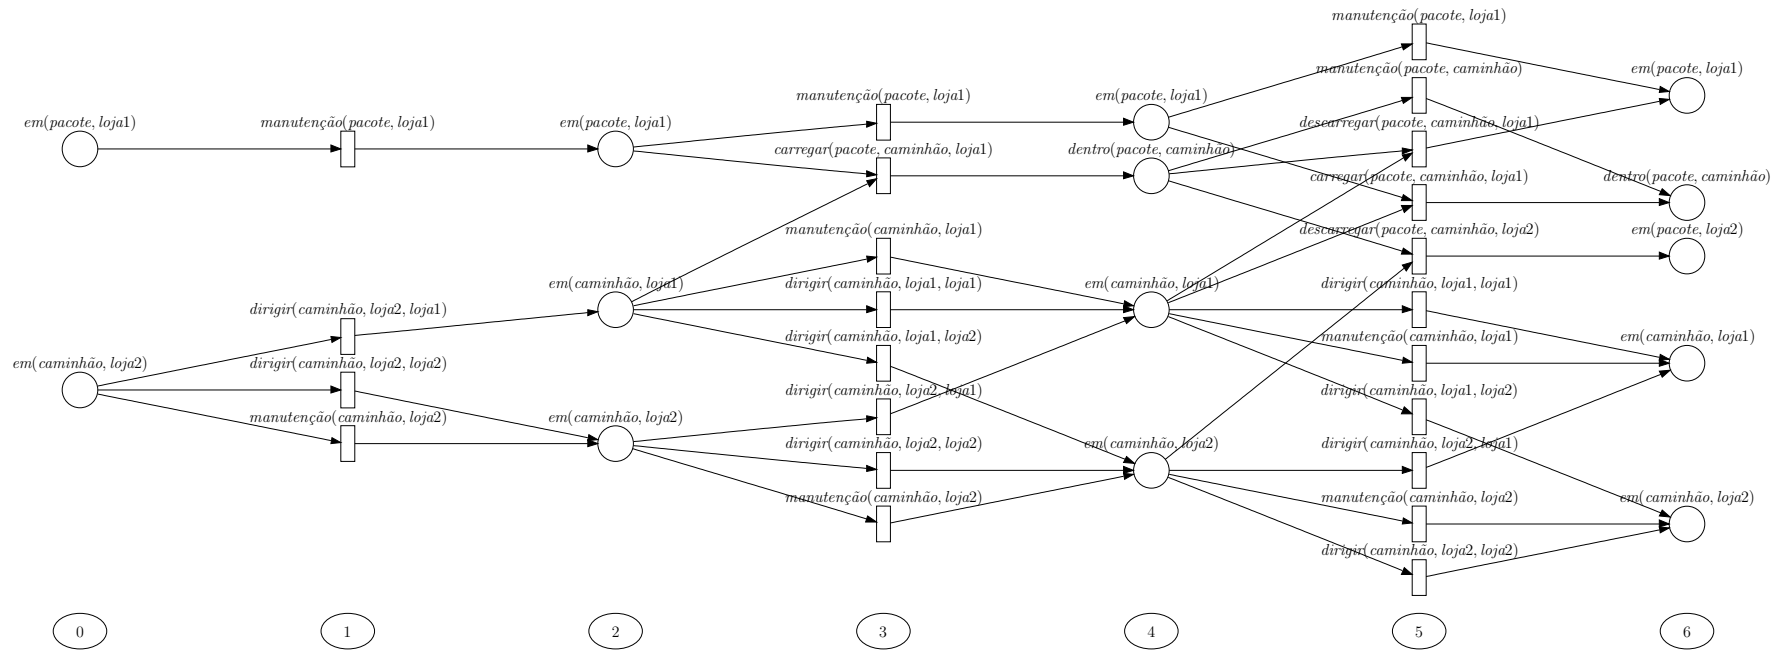 manutenção(pacote, loja1)
manutenção(pacote, caminhão)
em(pacote, loja1)
manutenção(pacote, loja1)
em(pacote, loja1)
em(pacote, loja1)
manutenção(pacote, loja1)
em(pacote, loja1)
descarregar(pacote, caminhão, loja1)
carregar(pacote, caminhão, loja1)
dentro(pacote, caminhão)
carregar(pacote, caminhão, loja1)
dentro(pacote, caminhão)
manutenção(caminhão, loja1)
descarregar(pacote, caminhão, loja2)
em(pacote, loja2)
em(caminhão, loja1)
dirigir(caminhão, loja1, loja1)
em(caminhão, loja1)
dirigir(caminhão, loja1, loja1)
dirigir(caminhão, loja2, loja1)
dirigir(caminhão, loja1, loja2)
manutenção(caminhão, loja1)
em(caminhão, loja1)
em(caminhão, loja2)
dirigir(caminhão, loja2, loja2)
dirigir(caminhão, loja2, loja1)
dirigir(caminhão, loja1, loja2)
manutenção(caminhão, loja2)
em(caminhão, loja2)
dirigir(caminhão, loja2, loja2)
em(caminhão, loja2)
dirigir(caminhão, loja2, loja1)
manutenção(caminhão, loja2)
manutenção(caminhão, loja2)
em(caminhão, loja2)
dirigir(caminhão, loja2, loja2)
0 1 2 3 4 5 6